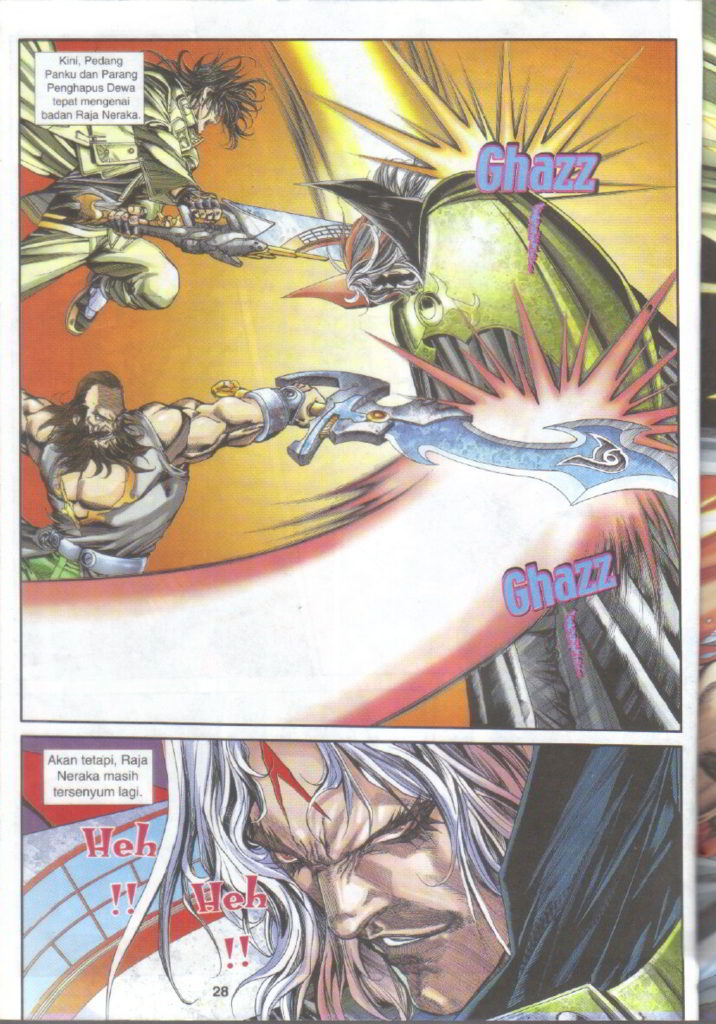 Kini, Pedang
Panku dan Parang
Penghapus Dewa
tepat mengenai
badan Raja Neraka.
Ghazz
Ghazz
Akan tetapi, Raja
Neraka masih
tersenyum lagi.
Heh
!!
Heh
!!
28